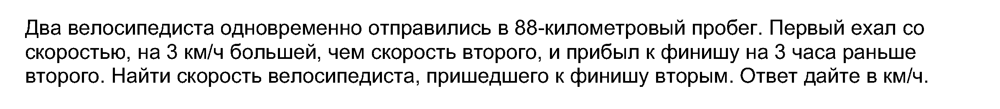 Два велосипедиста одновременно отправились в 88-километровый пробег. Первый ехал со
скоростью, на 3 км/ч большей, чем скорость второго, и прибыл к финишу на 3 часа раньше
второго. Найти скорость велосипедиста, пришедшего к финишу вторым. Ответ дайте в км/ч.